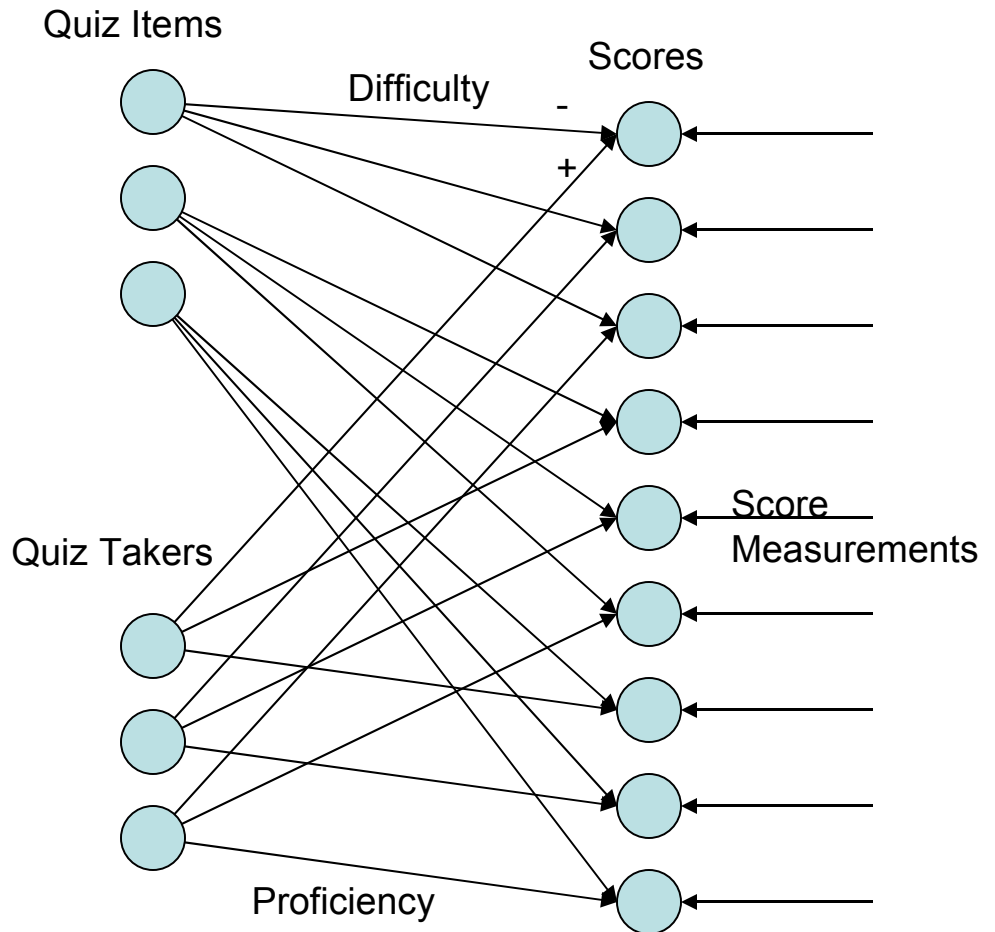 Quiz Items
Scores
Difficulty
-
+
Score
Measurements
Quiz Takers
Proficiency